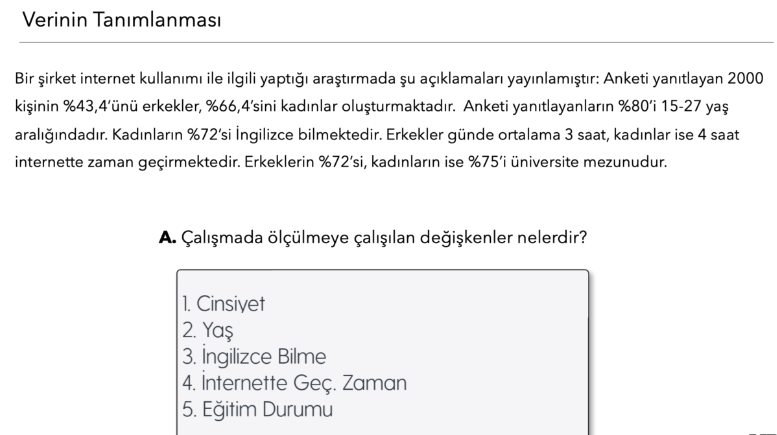 Verinin Tanımlanması
Bir şirket internet kullanımı ile ilgili yaptığı araştırmada şu açıklamaları yayınlamıştır: Anketi yanıtlayan 2000
kişinin %43,4’ünü erkekler, %66,4’sini kadınlar oluşturmaktadır. Anketi yanıtlayanların %80’i 15-27 yaş
aralığındadır. Kadınların %72’si İngilizce bilmektedir. Erkekler günde ortalama 3 saat, kadınlar ise 4 saat
internette zaman geçirmektedir. Erkeklerin %72’si, kadınların ise %75’i üniversite mezunudur.
A. Çalışmada ölçülmeye çalışılan değişkenler nelerdir?
1. Cinsiyet
2. Yaş
3. İngilizce Bilme
4. İnternette Geç. Zaman
5. Eğitim Durumu